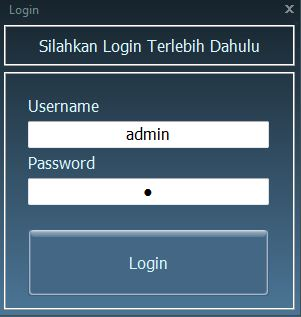 Login
Silahkan Login Terlebih Dahulu
Username
admin
Password
●
Login